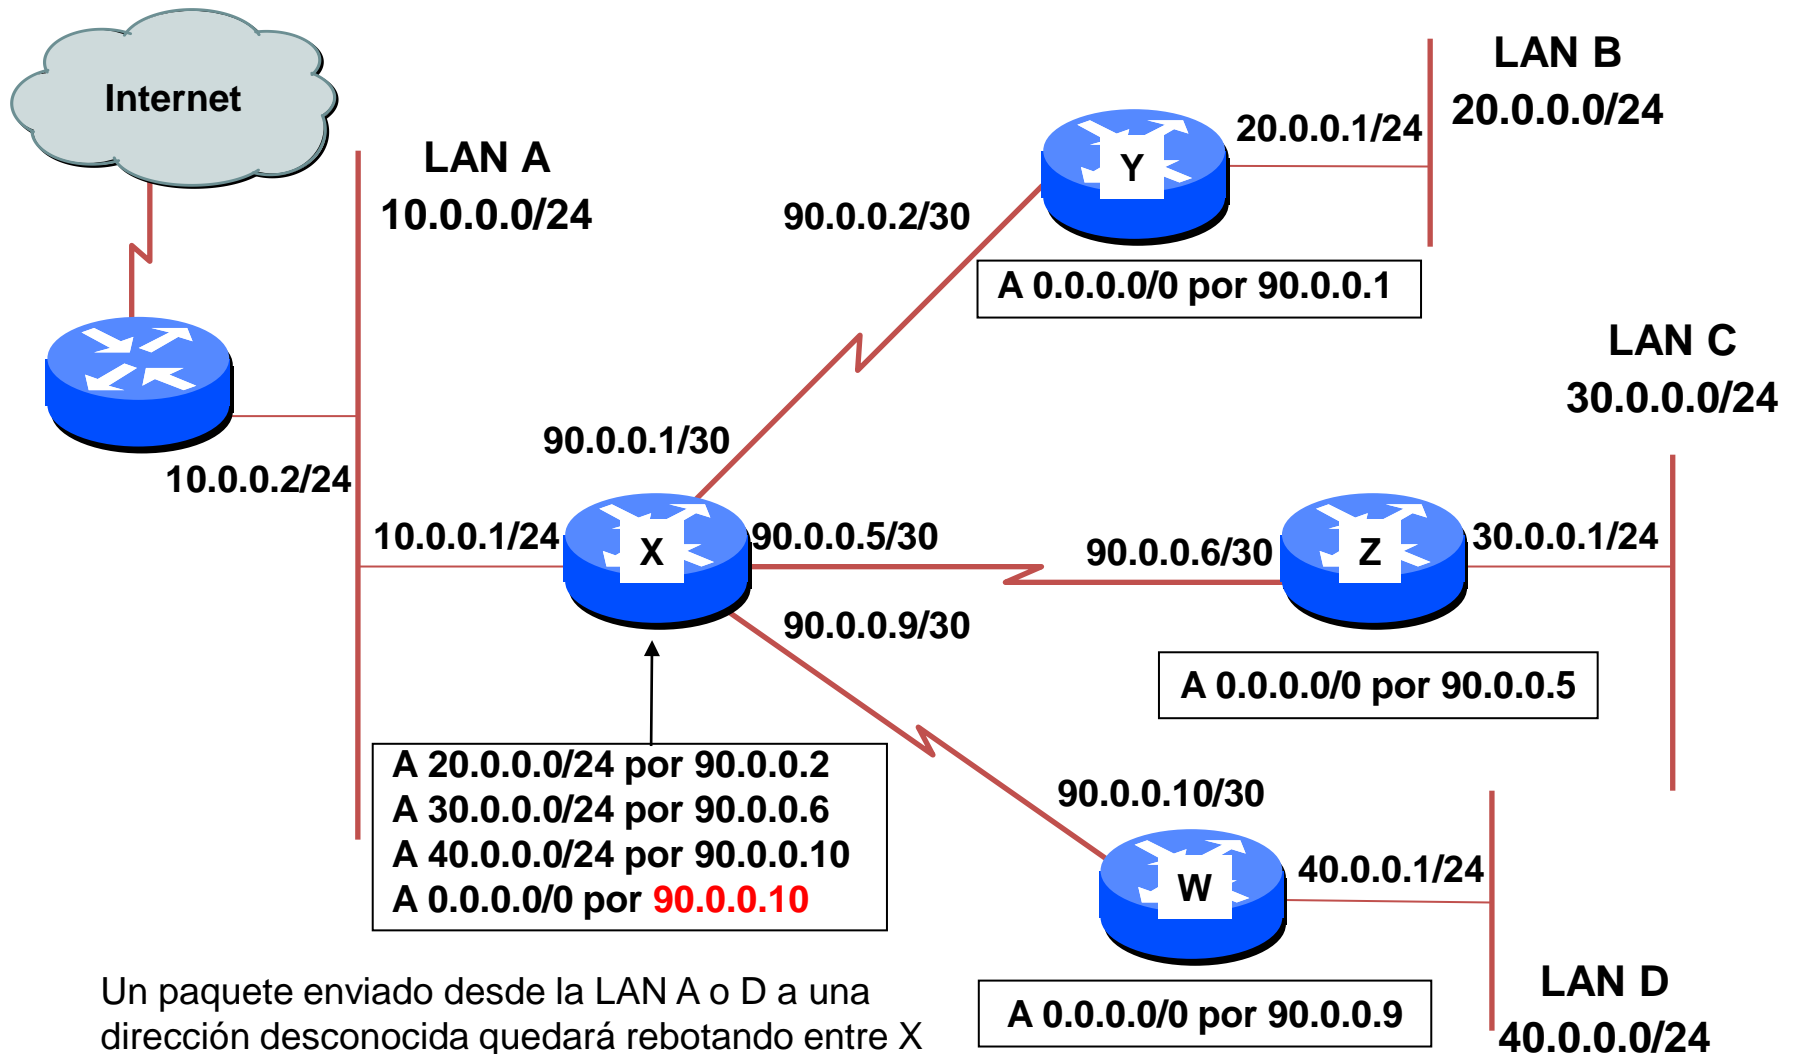 Internet
LAN A
10.0.0.0/24
LAN B
20.0.0.0/24
20.0.0.1/24
Y
90.0.0.2/30
A 0.0.0.0/0 por 90.0.0.1
LAN C
30.0.0.0/24
90.0.0.1/30
10.0.0.2/24
10.0.0.1/24
X
90.0.0.5/30
90.0.0.6/30
Z
30.0.0.1/24
90.0.0.9/30
A 0.0.0.0/0 por 90.0.0.5
A 20.0.0.0/24 por 90.0.0.2
A 30.0.0.0/24 por 90.0.0.6
A 40.0.0.0/24 por 90.0.0.10
A 0.0.0.0/0 por 90.0.0.10
90.0.0.10/30
W
40.0.0.1/24
LAN D
40.0.0.0/24
A 0.0.0.0/0 por 90.0.0.9
Un paquete enviado desde la LAN A o D a una
dirección desconocida quedará rebotando entre X